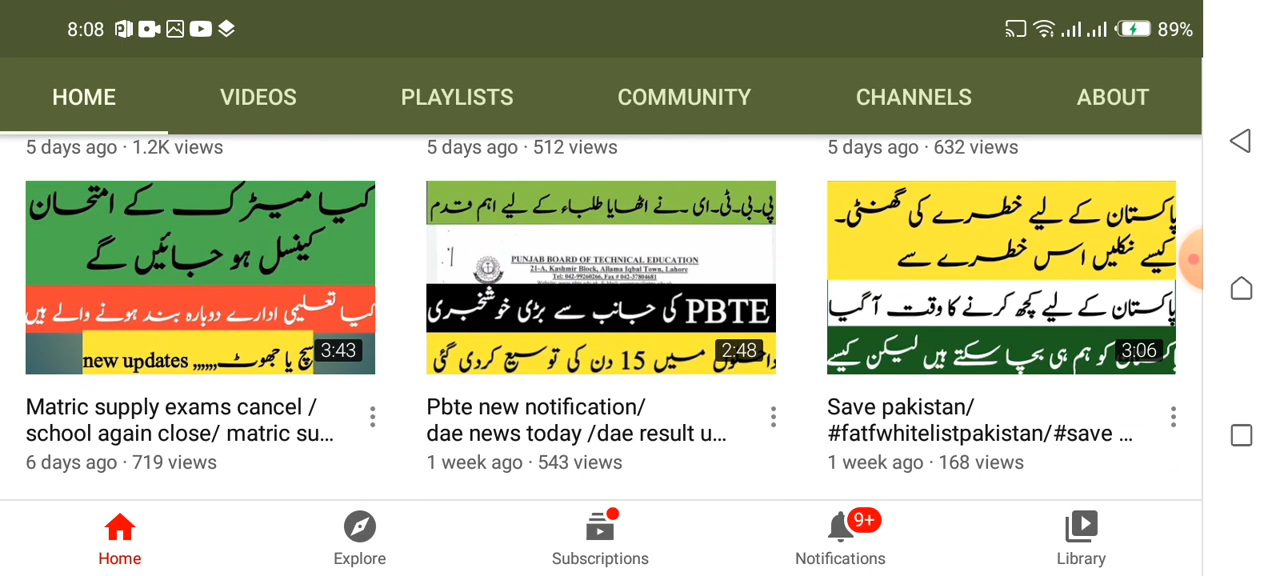 8:08
89%
HOME VIDEOS PLAYLISTS COMMUNITY CHANNELS ABOUT
5 days ago · 1.2K views
5 days ago · 512 views
5 days ago · 632 views
کیا میٹرک کے امتحان
کینسل ہو جائیں گے
کیا تعلیمی ادارے دوبارہ بند ہونے والے ہیں
سچ یا جھوٹ,,,,,, new updates
3:43
Matric supply exams cancel /
school again close/ matric su...
6 days ago · 719 views
پی-بی-ٹی-ای-نے اٹھایا طلباء کے لیے اہم قدم
PUNJAB BOARD OF TECHNICAL EDUCATION
21-A, Kashmir Block, Allama Iqbal Town, Lahore
Tel: 042-99260266, Fax # 042-37804681
PBTE کی جانب سے بڑی خوشخبری
داخلوں میں 15 دن کی توسیع کردی گئی
2:48
Pbte new notification/
dae news today /dae result u...
1 week ago · 543 views
پاکستان کے لیے خطرے کی گھنٹی-
کیسے نکلیں اس خطرے سے
پاکستان کے لیے کچھ کرنے کا وقت آگیا
کو ہم ہی بچا سکتے ہیں لیکن کیسے
3:06
Save pakistan/
#fatfwhitelistpakistan/#save ...
1 week ago · 168 views
Home
Explore
Subscriptions
9+
Notifications
Library